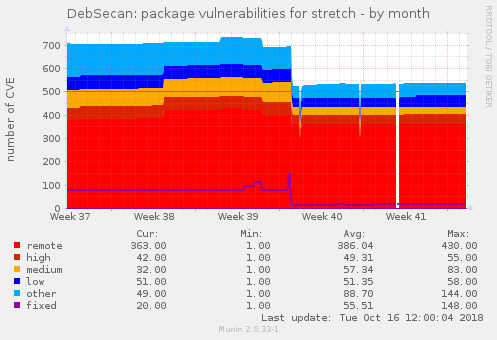 DebSecan: package vulnerabilities for stretch - by month
RRDTOOL / TOBI OETIKER
number of CVE
700
600
500
400
300
200
100
0
Week 37 Week 38 Week 39 Week 40 Week 41
Cur: Min: Avg: Max:
remote 363.00 1.00 386.04 430.00
high 42.00 1.00 49.31 55.00
medium 32.00 1.00 57.34 83.00
low 51.00 1.00 51.35 58.00
other 49.00 1.00 88.70 144.00
fixed 20.00 1.00 55.51 148.00
Last update: Tue Oct 16 12:00:04 2018
Munin 2.0.33-1